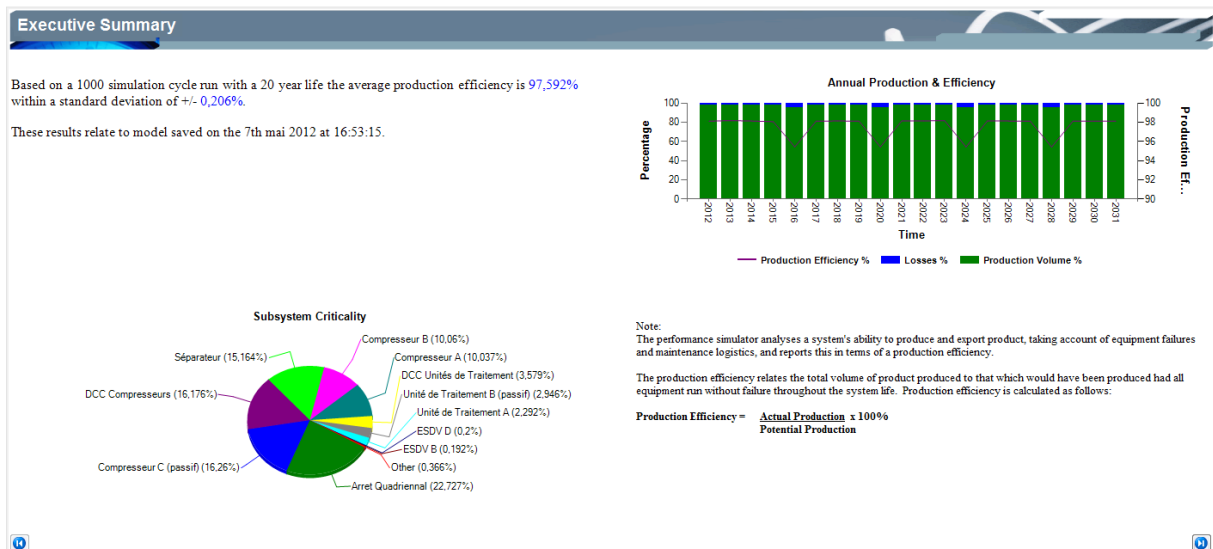 Executive Summary
Based on a 1000 simulation cycle run with a 20 year life the average production efficiency is 97,592%
within a standard deviation of +/- 0,206%.
These results relate to model saved on the 7th mai 2012 at 16:53:15.
Annual Production & Efficiency
Percentage
100
80
60
40
20
0
100
98
96
94
92
90
Production Ef...
2012
2013
2014
2015
2016
2017
2018
2019
2020
2021
2022
2023
2024
2025
2026
2027
2028
2029
2030
2031
Time
Production Efficiency %
Losses %
Production Volume %
Subsystem Criticality
Compresseur B (10,06%)
Séparateur (15,164%)
Compresseur A (10,037%)
DCC Unités de Traitement (3,579%)
DCC Compresseurs (16,176%)
Unité de Traitement B (passif) (2,946%)
Unité de Traitement A (2,292%)
ESDV D (0,2%)
ESDV B (0,192%)
Compresseur C (passif) (16,26%)
Other (0,366%)
Arret Quadriennal (22,727%)
Note:
The performance simulator analyses a system's ability to produce and export product, taking account of equipment failures
and maintenance logistics, and reports this in terms of a production efficiency.
The production efficiency relates the total volume of product produced to that which would have been produced had all
equipment run without failure throughout the system life. Production efficiency is calculated as follows:
Production Efficiency = Actual Production x 100%
Potential Production